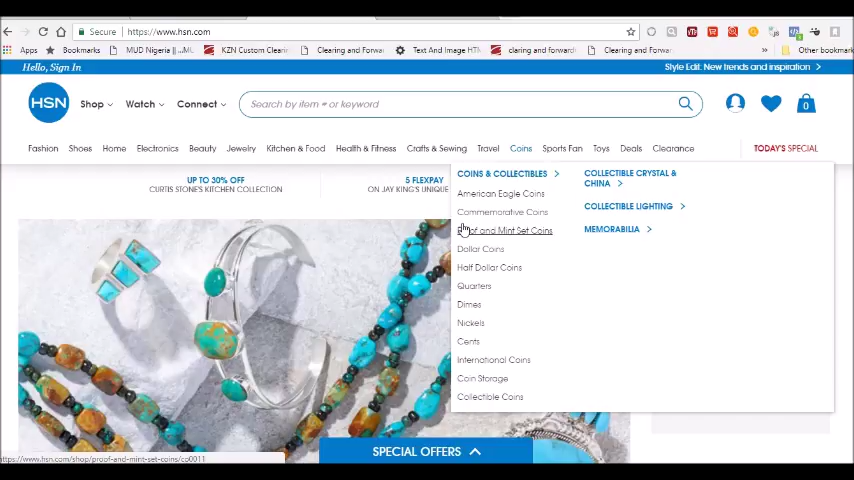 Secure
https://www.hsn.com
Apps
Bookmarks
MUD Nigeria ||...MU
KZN Custom Clearin
Clearing and Forwar
Text And Image HTM
claring and forward
Clearing and Forwa
Other bookmark
Hello, Sign In
Style Edit: New trends and inspiration
HSN
Shop
Watch
Connect
Search by item # or keyword
0
Fashion Shoes Home Electronics Beauty Jewelry Kitchen & Food Health & Fitness Crafts & Sewing Travel Coins Sports Fan Toys Deals Clearance TODAY'S SPECIAL
UP TO 30% OFF
CURTIS STONE'S KITCHEN COLLECTION
5 FLEXPAY
ON JAY KING'S UNIQUE
COINS & COLLECTIBLES
American Eagle Coins
Commemorative Coins
Proof and Mint Set Coins
Dollar Coins
Half Dollar Coins
Quarters
Dimes
Nickels
Cents
International Coins
Coin Storage
Collectible Coins
COLLECTIBLE CRYSTAL &
CHINA
COLLECTIBLE LIGHTING
MEMORABILIA
SPECIAL OFFERS
https://www.hsn.com/shop/proof-and-mint-set-coins/co0011